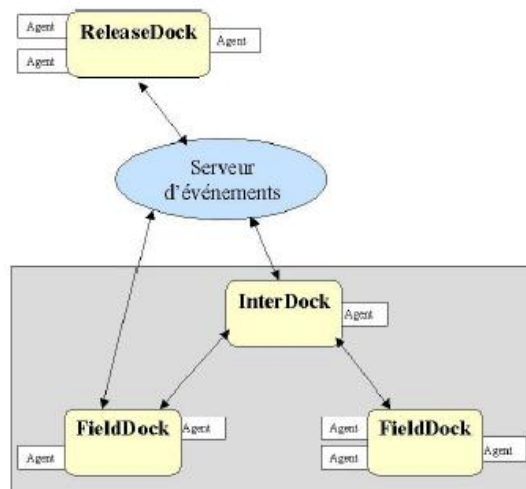 Agent
ReleaseDock
Agent
Agent
Serveur
d'événements
InterDock
Agent
FieldDock
Agent
Agent
Agent
FieldDock
Agent
Agent